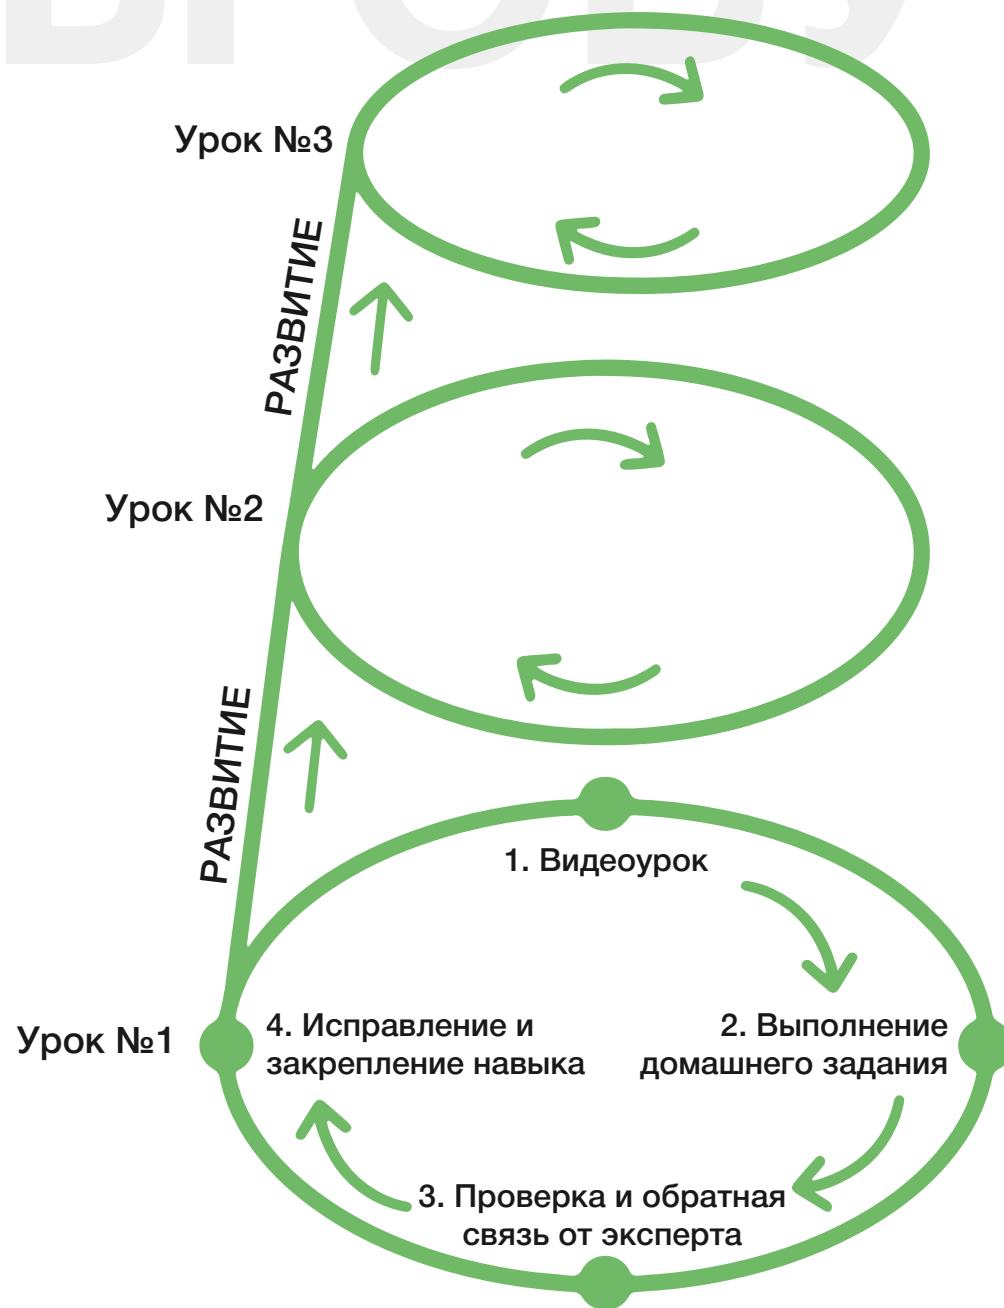 Урок №3
РАЗВИТИЕ
Урок №2
РАЗВИТИЕ
1. Видеоурок
Урок №1
4. Исправление и
закрепление навыка
2. Выполнение
домашнего задания
3. Проверка и обратная
связь от эксперта